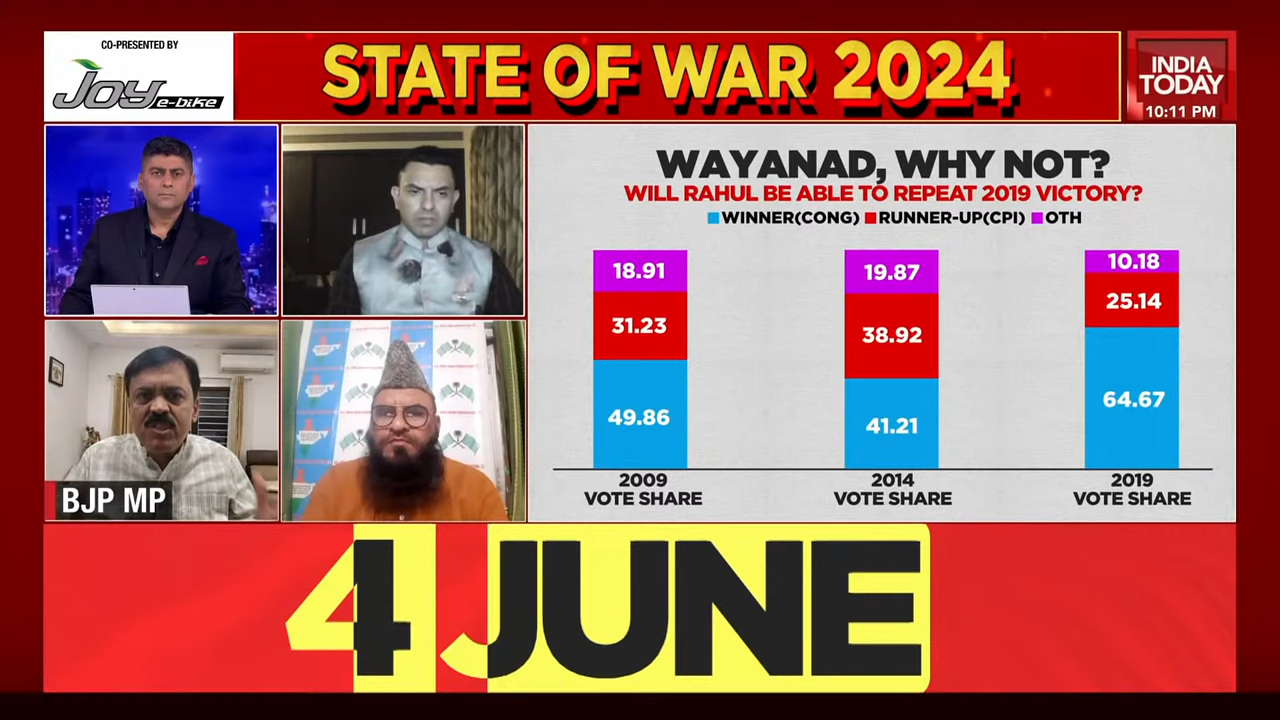 CO-PRESENTED BY
Joy e-bike
STATE OF WAR 2024
INDIA
TODAY
10:11 PM
BJP MP
WAYANAD, WHY NOT?
WILL RAHUL BE ABLE TO REPEAT 2019 VICTORY?
WINNER(CONG) RUNNER-UP(CPI) OTH
18.91 19.87 10.18
31.23 38.92 25.14
49.86 41.21 64.67
2009 2014 2019
VOTE SHARE VOTE SHARE VOTE SHARE
4 JUNE